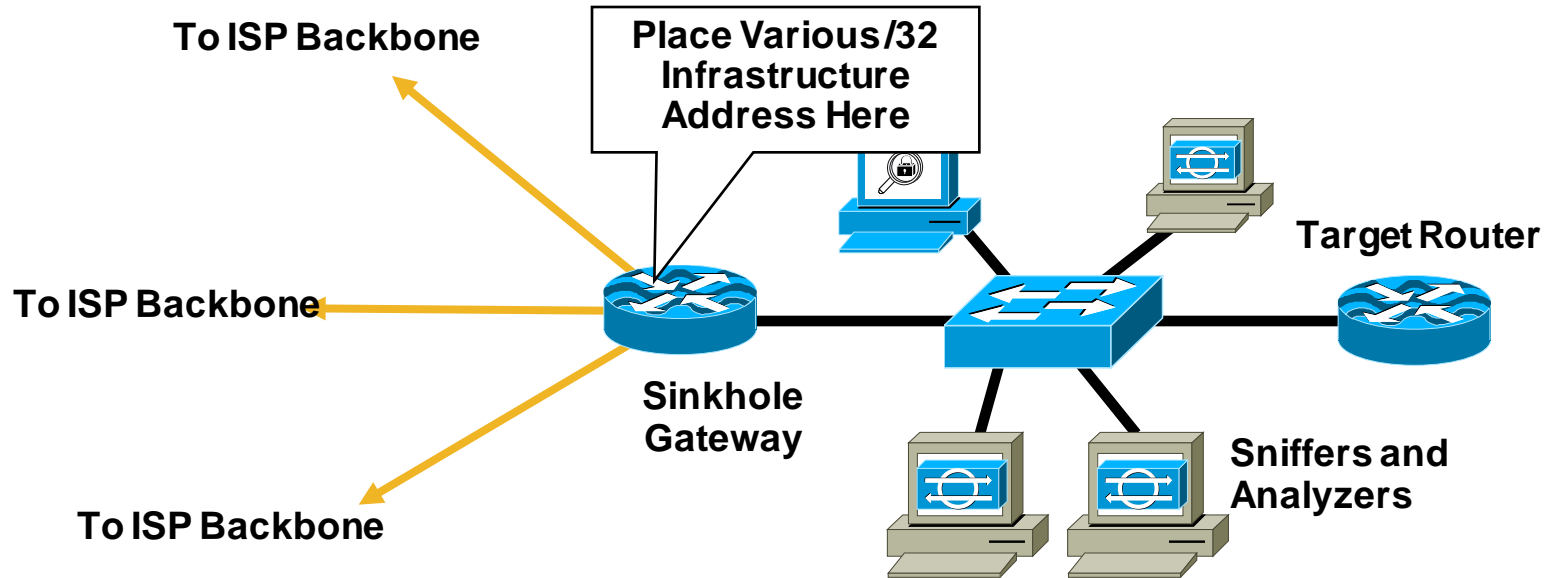 To ISP Backbone
Place Various /32
Infrastructure
Address Here
Target Router
To ISP Backbone
Sinkhole
Gateway
Sniffers and
Analyzers
To ISP Backbone